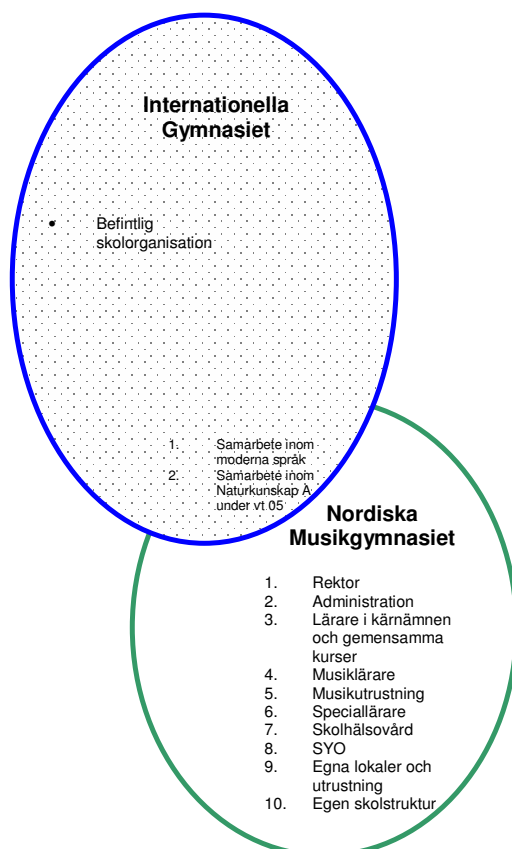 Internationella
Gymnasiet
• Befintlig
skolorganisation
1. Samarbete inom
moderna språk
2. Samarbete inom
Naturkunskap A
under vt 05
Nordiska
Musikgymnasiet
1. Rektor
2. Administration
3. Lärare i kärnämnen
och gemensamma
kurser
4. Musiklärare
5. Musikutrustning
6. Speciallärare
7. Skolhälsovård
8. SYO
9. Egna lokaler och
utrustning
10. Egen skolstruktur